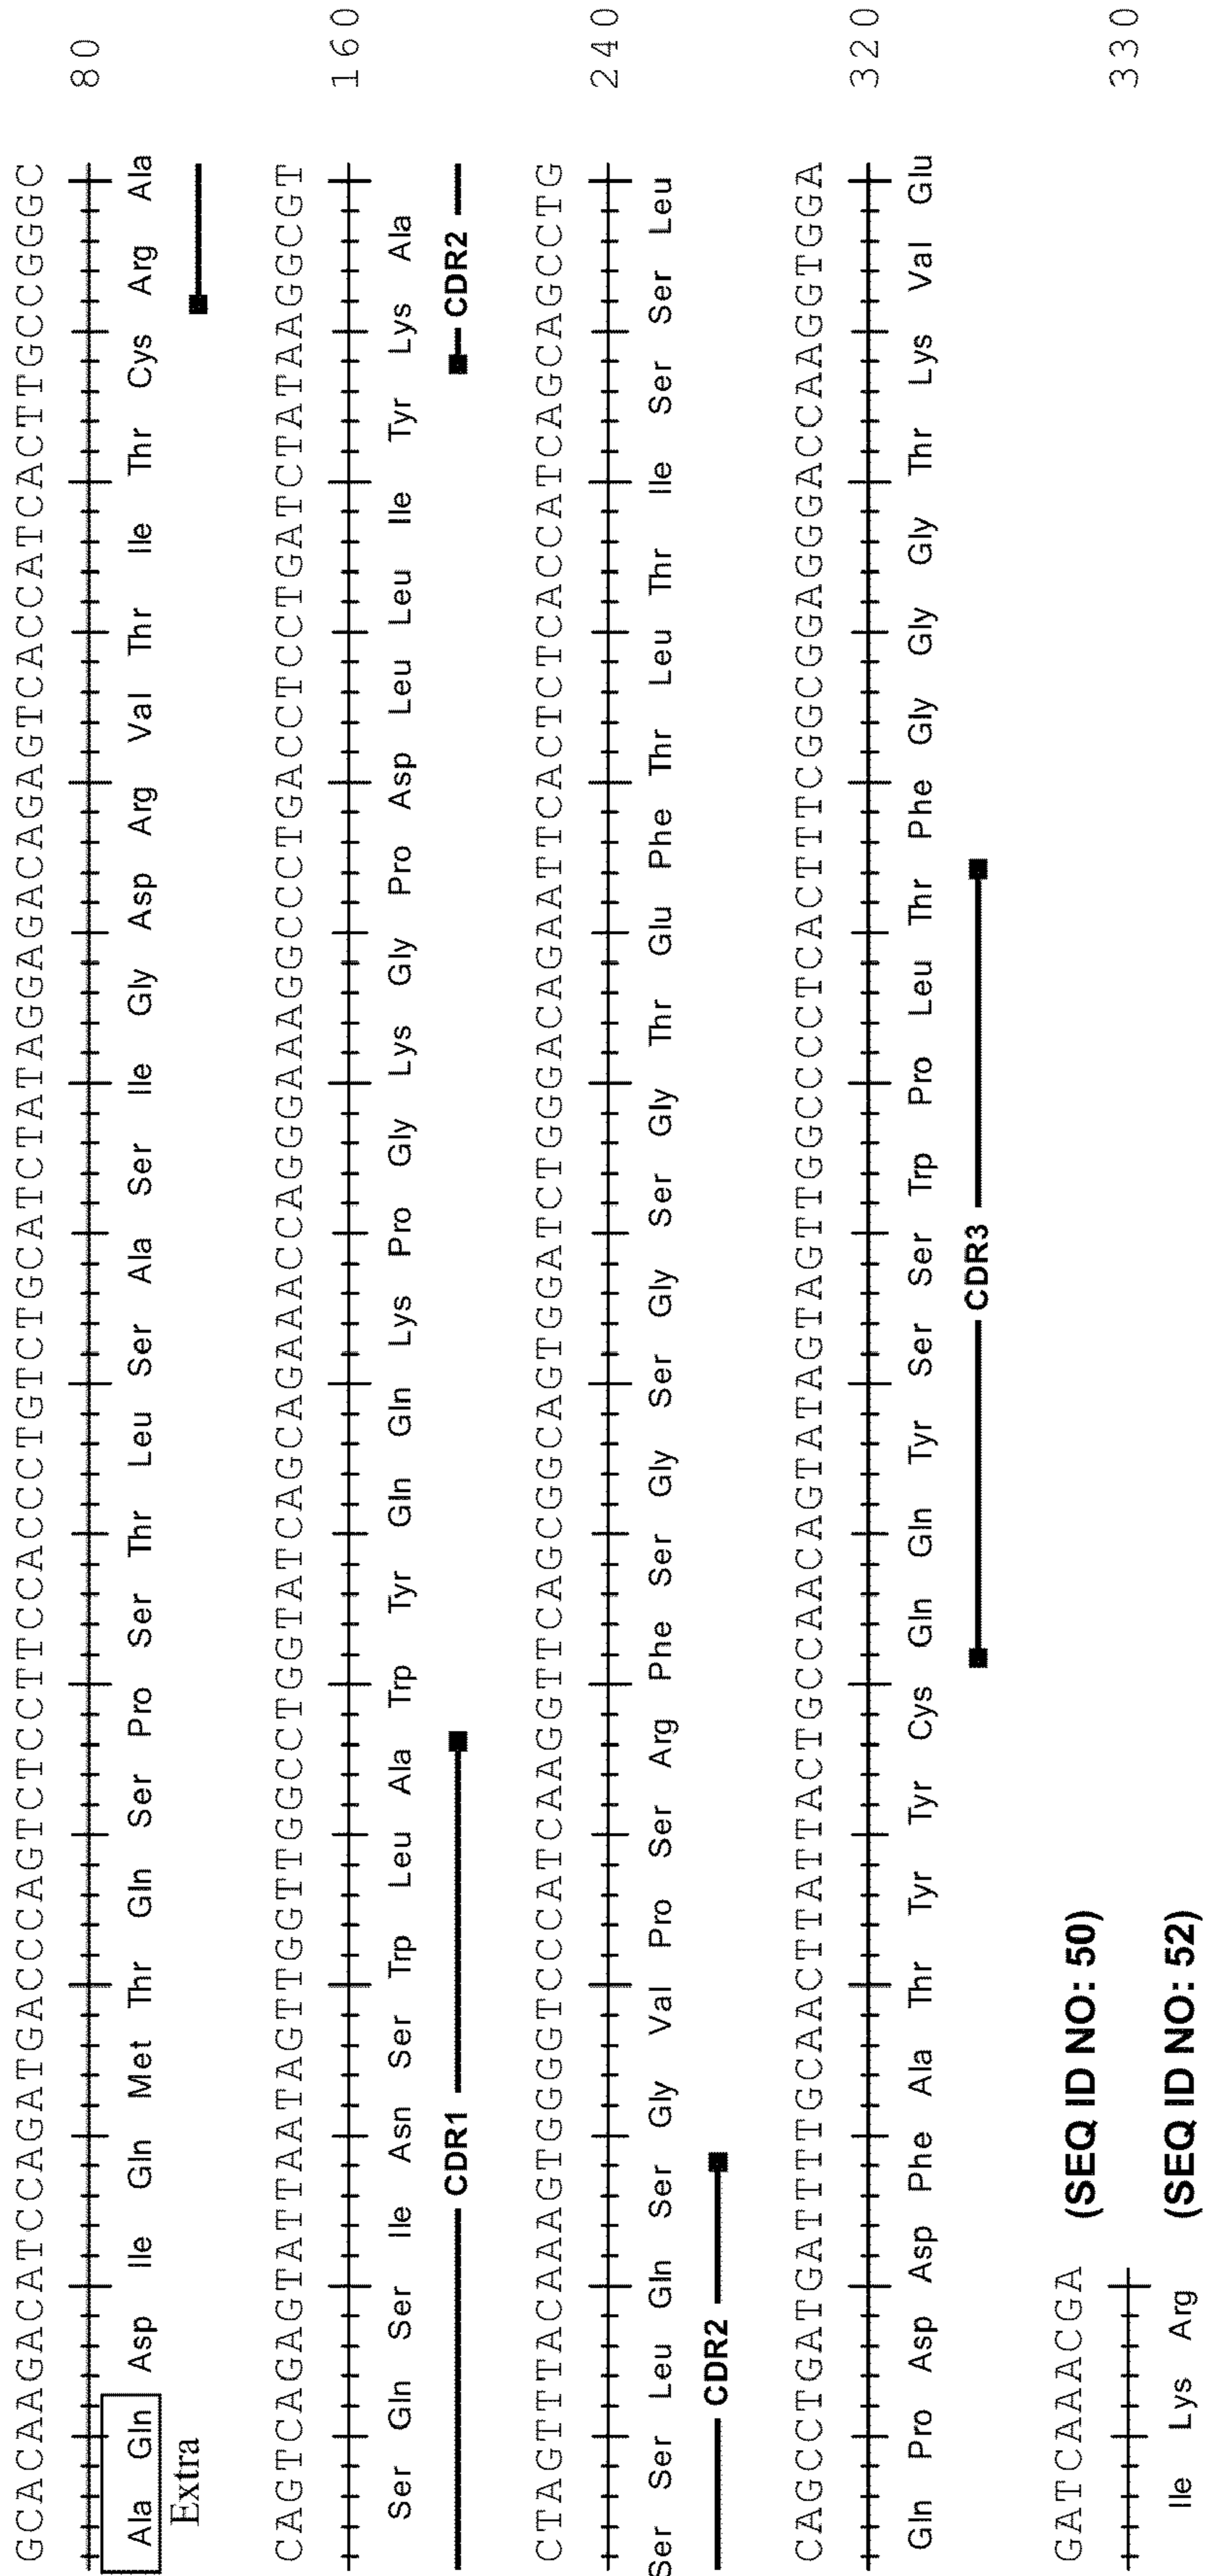 GCACAAGACATCCAGATGACCCAGTCTCCTTCCACCCTGTCTGCATCTATAGGAGACAGAGTCACCATCACTTGCCGGGC 80
Ala Gln Asp Ile Gln Met Thr Gln Ser Pro Ser Thr Leu Ser Ala Ser Ile Gly Asp Arg Val Thr Ile Thr Cys Arg Ala
Extra
CAGTCAGAGTATTAATAGTTGGTTGGCCTGGTATCAGCAGAAACCAGGGAAAGGCCCTGACCTCCTGATCTATAAGGCGT 160
Ser Gln Ser Ile Asn Ser Trp Leu Ala Trp Tyr Gln Gln Lys Pro Gly Lys Gly Pro Asp Leu Leu Ile Tyr Lys Ala
CDR1 CDR2
CTAGTTTACAAAGTGGGGTCCCATCAAGGTTCAGCGGCAGTGGATCTGGGACAGAATTCACTCTCACCATCAGCAGCCTG 240
Ser Ser Leu Gln Ser Gly Val Pro Ser Arg Phe Ser Gly Ser Gly Ser Gly Thr Glu Phe Thr Leu Thr Ile Ser Ser Leu
CDR2
CAGCCTGATGATTTTGCAACTTATTACTGCCAACAGTATAGTAGTTGGCCCCTCACTTTCGGCGGAGGGACCAAGGTGGA 320
Gln Pro Asp Asp Phe Ala Thr Tyr Tyr Cys Gln Gln Tyr Ser Ser Trp Pro Leu Thr Phe Gly Gly Gly Thr Lys Val Glu
CDR3
GATCAAACGA (SEQ ID NO: 50) 330
Ile Lys Arg (SEQ ID NO: 52)